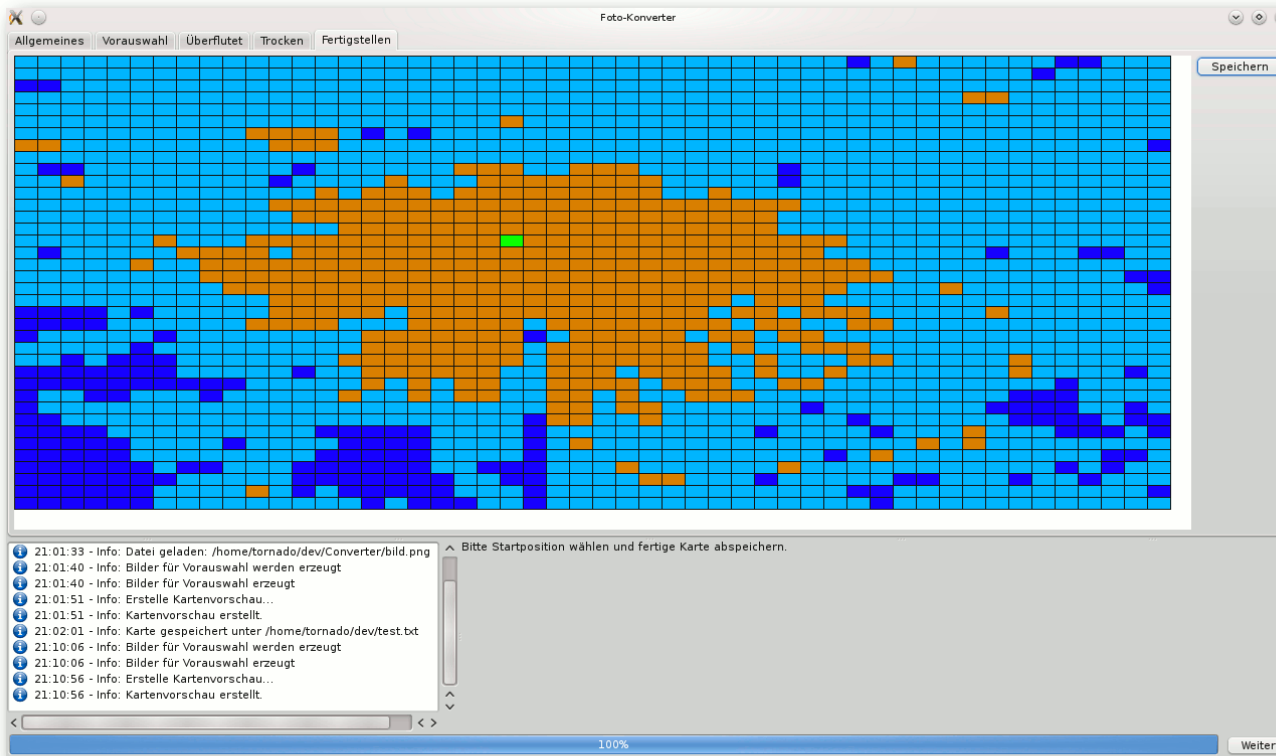 Foto-Konverter
Allgemeines Vorauswahl Überflutet Trocken Fertigstellen
Speichern
21:01:33 - Info: Datei geladen: /home/tornado/dev/Converter/bild.png
21:01:40 - Info: Bilder für Vorauswahl werden erzeugt
21:01:40 - Info: Bilder für Vorauswahl erzeugt
21:01:51 - Info: Erstelle Kartenvorschau...
21:01:51 - Info: Kartenvorschau erstellt.
21:02:01 - Info: Karte gespeichert unter /home/tornado/dev/test.txt
21:10:06 - Info: Bilder für Vorauswahl werden erzeugt
21:10:06 - Info: Bilder für Vorauswahl erzeugt
21:10:56 - Info: Erstelle Kartenvorschau...
21:10:56 - Info: Kartenvorschau erstellt.
Bitte Startposition wählen und fertige Karte abspeichern.
100%
Weiter